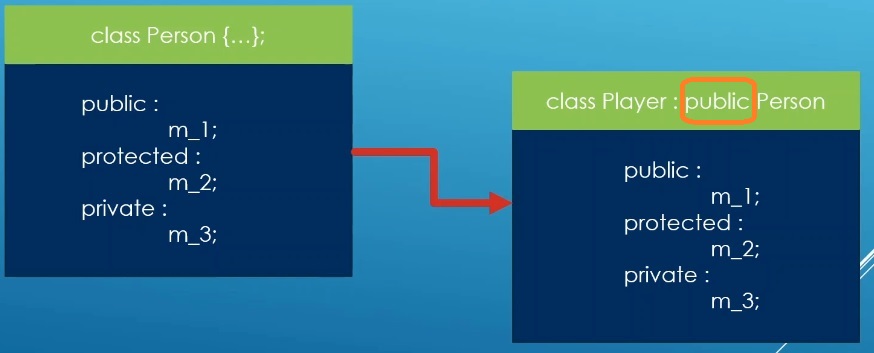 class Person {...};
public :
m_1;
protected :
m_2;
private :
m_3;
class Player : public Person
public :
m_1;
protected :
m_2;
private :
m_3;